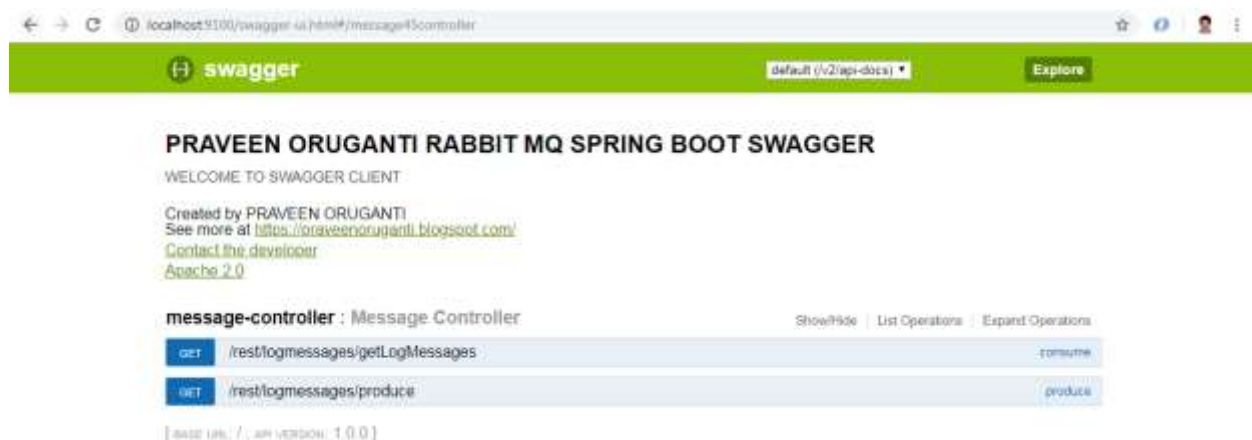 localhost:9100/swagger-ui.html#/message45controller
swagger
default (/v2/api-docs)
Explore
PRAVEEN ORUGANTI RABBIT MQ SPRING BOOT SWAGGER
WELCOME TO SWAGGER CLIENT
Created by PRAVEEN ORUGANTI
See more at https://praveenoruganti.blogspot.com/
Contact the developer
Apache 2.0
message-controller : Message Controller
Show/Hide List Operations Expand Operations
GET /rest/logmessages/getLogMessages consume
GET /rest/logmessages/produce produce
[ BASE URL: / , API VERSION: 1.0.0 ]